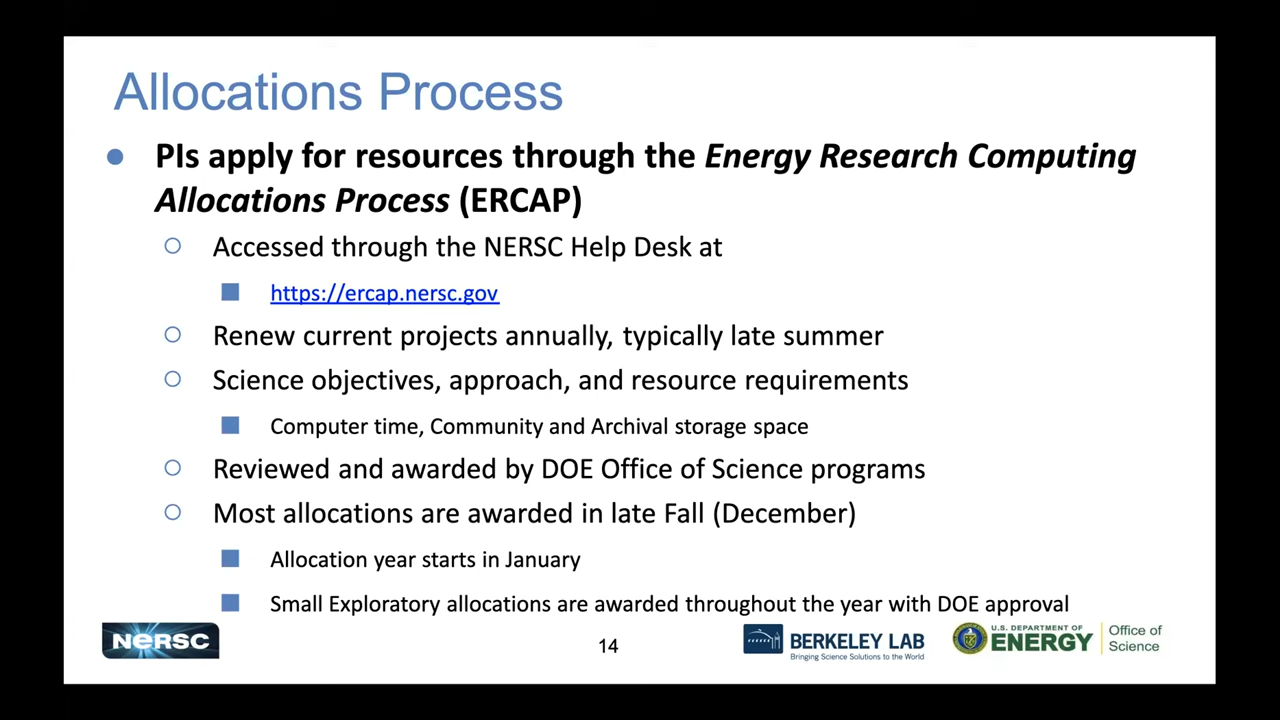 Allocations Process
● PIs apply for resources through the Energy Research Computing
Allocations Process (ERCAP)
○ Accessed through the NERSC Help Desk at
■ https://ercap.nersc.gov
○ Renew current projects annually, typically late summer
○ Science objectives, approach, and resource requirements
■ Computer time, Community and Archival storage space
○ Reviewed and awarded by DOE Office of Science programs
○ Most allocations are awarded in late Fall (December)
■ Allocation year starts in January
■ Small Exploratory allocations are awarded throughout the year with DOE approval
NERSC
14
BERKELEY LAB
Bringing Science Solutions to the World
U.S. DEPARTMENT OF
ENERGY
Office of
Science